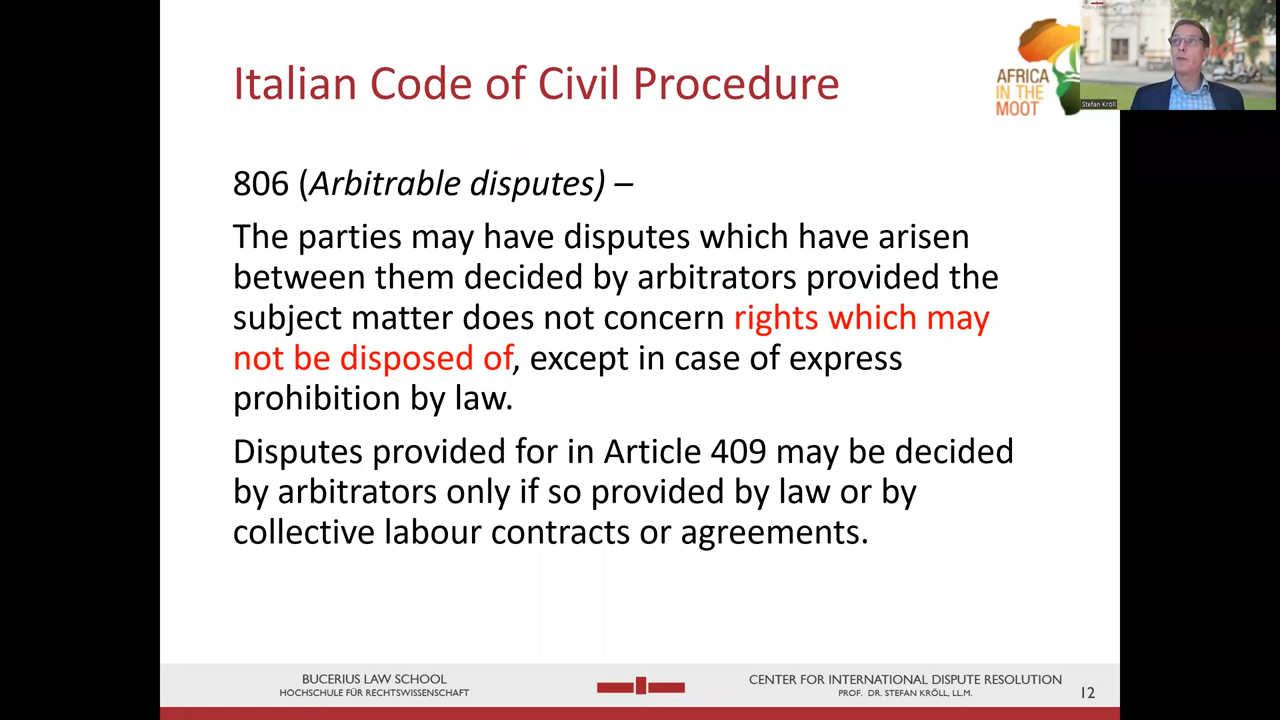 Italian Code of Civil Procedure
AFRICA
IN THE
MOOT
Stefan Kröll
806 (Arbitrable disputes) –
The parties may have disputes which have arisen
between them decided by arbitrators provided the
subject matter does not concern rights which may
not be disposed of, except in case of express
prohibition by law.
Disputes provided for in Article 409 may be decided
by arbitrators only if so provided by law or by
collective labour contracts or agreements.
BUCERIUS LAW SCHOOL
HOCHSCHULE FÜR RECHTSWISSENSCHAFT
CENTER FOR INTERNATIONAL DISPUTE RESOLUTION
PROF. DR. STEFAN KRÖLL, LL.M.
12